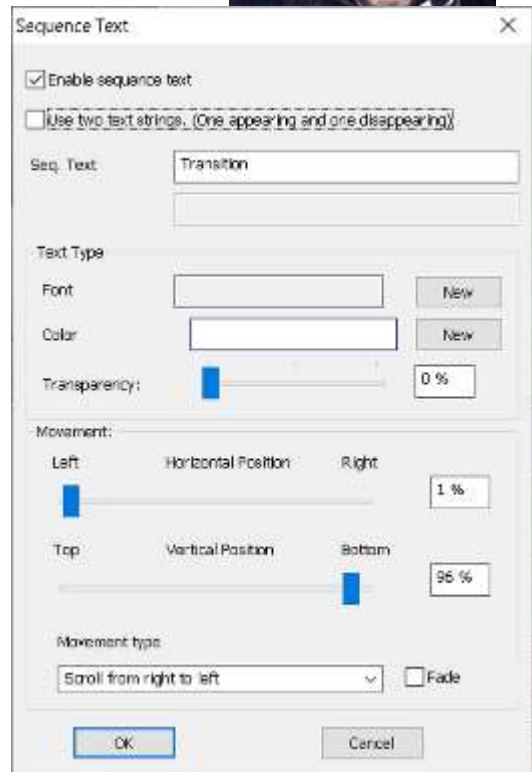 Sequence Text
Enable sequence text
Use two text strings. (One appearing and one disappearing)
Seq. Text Transition
Text Type
Font New
Color New
Transparency: 0 %
Movement:
Left Horizontal Position Right
1 %
Top Vertical Position Bottom
96 %
Movement type
Scroll from right to left Fade
OK Cancel